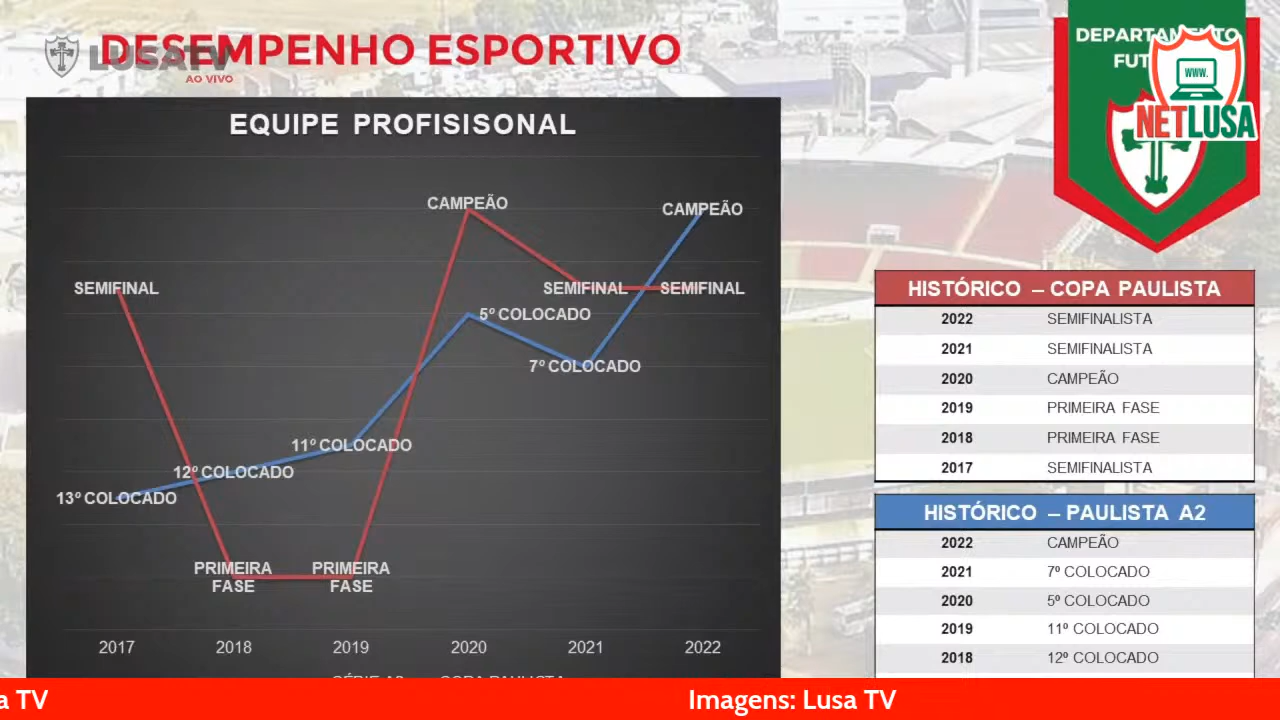 DESEMPENHO ESPORTIVO
LUSATV
AO VIVO
DEPARTAMENTO
WWW.
NETLUSA
EQUIPE PROFISISONAL
CAMPEÃO
CAMPEÃO
SEMIFINAL
SEMIFINAL
SEMIFINAL
5º COLOCADO
7º COLOCADO
11º COLOCADO
12º COLOCADO
13º COLOCADO
PRIMEIRA
FASE
PRIMEIRA
FASE
2017 2018 2019 2020 2021 2022
HISTÓRICO – COPA PAULISTA
2022 SEMIFINALISTA
2021 SEMIFINALISTA
2020 CAMPEÃO
2019 PRIMEIRA FASE
2018 PRIMEIRA FASE
2017 SEMIFINALISTA
HISTÓRICO – PAULISTA A2
2022 CAMPEÃO
2021 7º COLOCADO
2020 5º COLOCADO
2019 11º COLOCADO
2018 12º COLOCADO
a TV
Imagens: Lusa TV